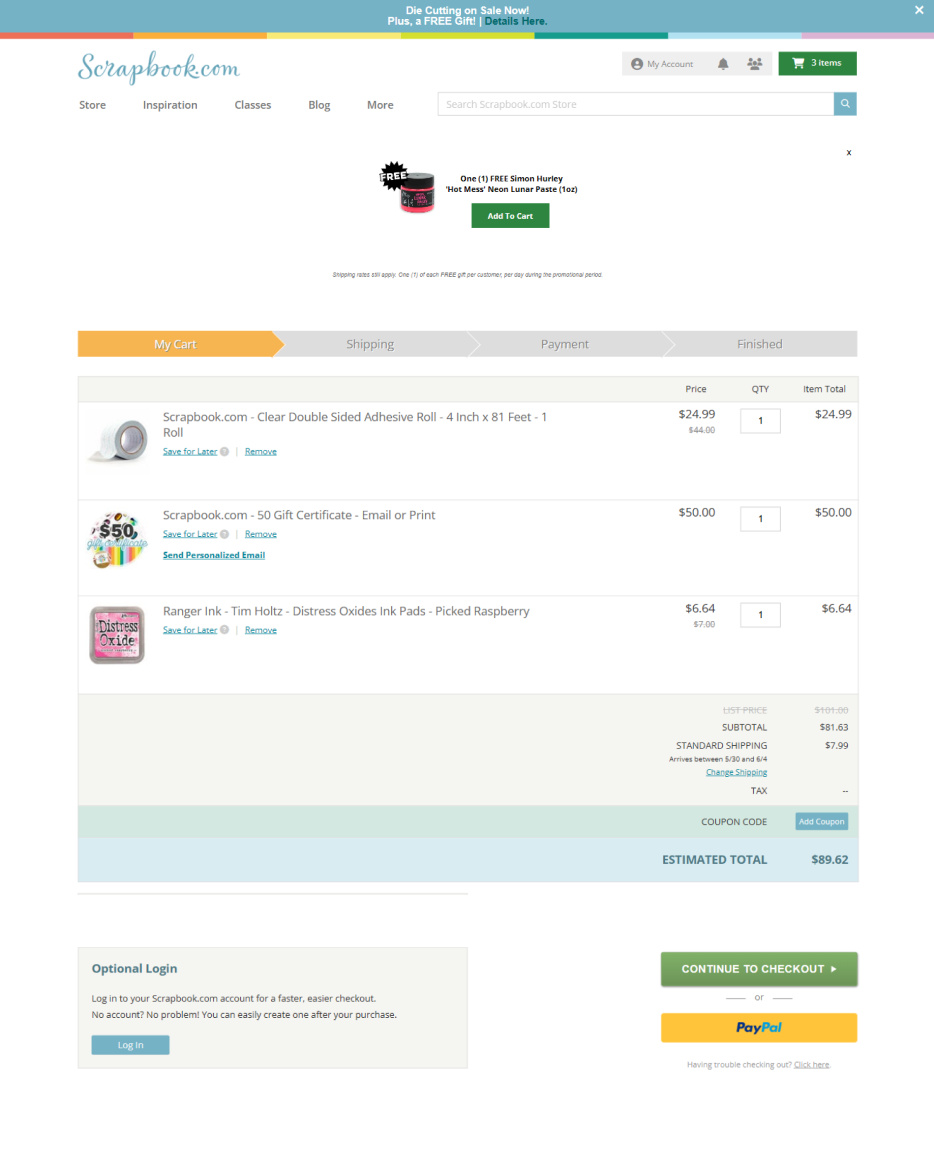 Die Cutting on Sale Now!
Plus, a FREE Gift! | Details Here.
Scrapbook.com
My Account
3 Items
Store
Inspiration
Classes
Blog
More
Search Scrapbook.com Store
x
FREE
One (1) FREE Simon Hurley
'Hot Mess' Neon Lunar Paste (1oz)
Add To Cart
Shipping rates still apply. One (1) of each FREE gift per customer, per day during the promotional period.
My Cart
Shipping
Payment
Finished
Price QTY Item Total
Scrapbook.com - Clear Double Sided Adhesive Roll - 4 Inch x 81 Feet - 1
Roll
$24.99 1 $24.99
$44.00
Save for Later ? | Remove
$50
gift certificate
Scrapbook.com - 50 Gift Certificate - Email or Print
$50.00 1 $50.00
Save for Later ? | Remove
Send Personalized Email
Distress
Oxide
Ranger Ink - Tim Holtz - Distress Oxides Ink Pads - Picked Raspberry
$6.64 1 $6.64
$7.00
Save for Later ? | Remove
LIST PRICE $101.00
SUBTOTAL $81.63
STANDARD SHIPPING $7.99
Arrives between 5/30 and 6/4
Change Shipping
TAX --
COUPON CODE Add Coupon
ESTIMATED TOTAL $89.62
Optional Login
Log in to your Scrapbook.com account for a faster, easier checkout.
No account? No problem! You can easily create one after your purchase.
Log In
CONTINUE TO CHECKOUT
or
PayPal
Having trouble checking out? Click here.